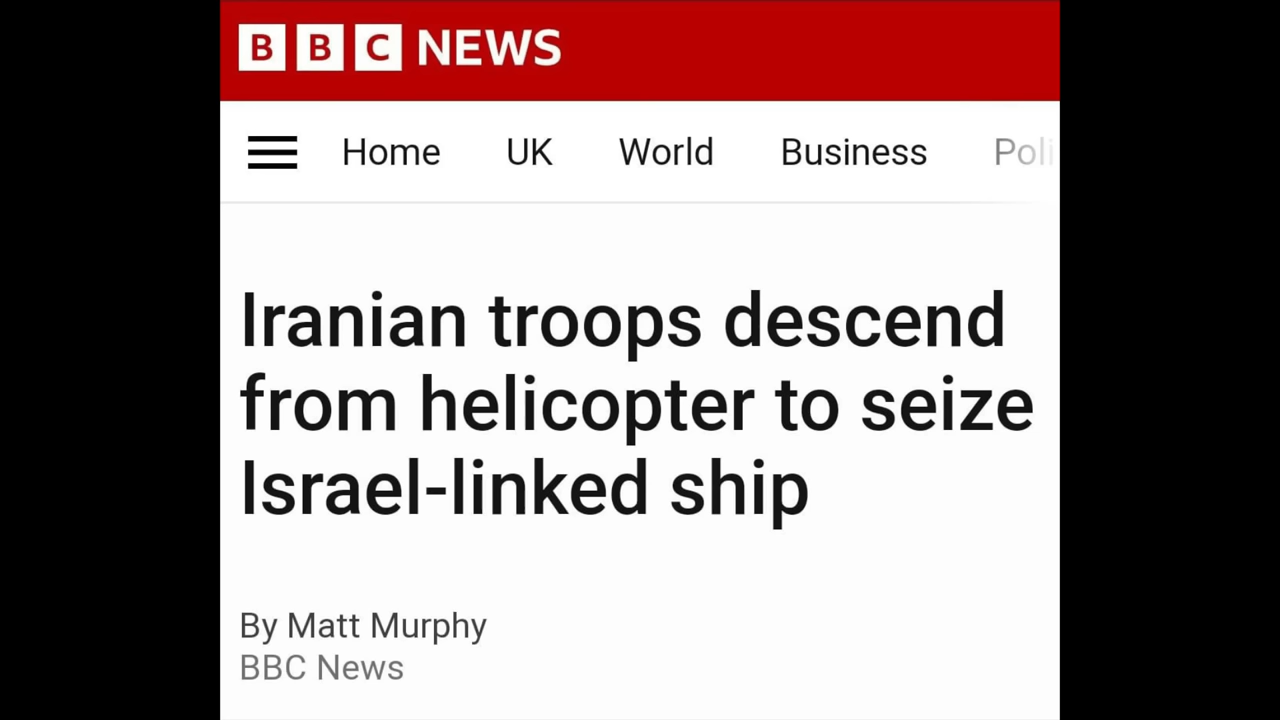 BBC NEWS
Home UK World Business Poli
Iranian troops descend
from helicopter to seize
Israel-linked ship
By Matt Murphy
BBC News